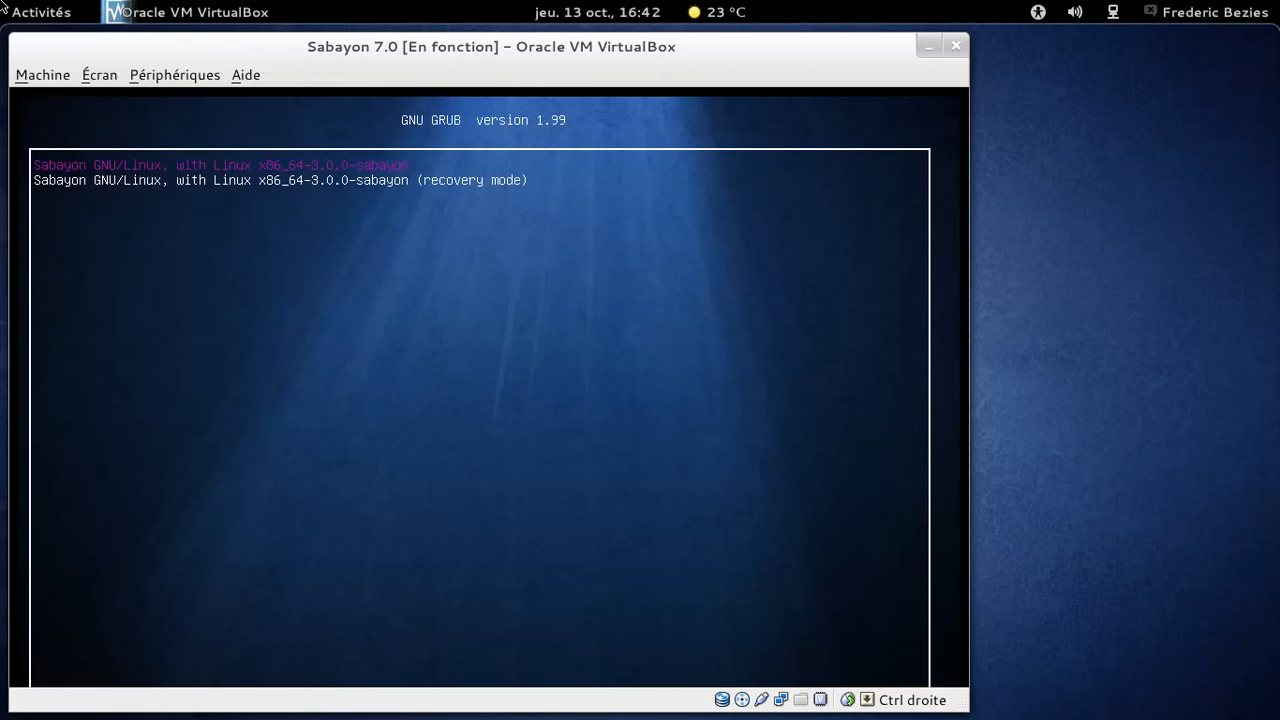 Activités Oracle VM VirtualBox jeu. 13 oct., 16:42 23 °C Frederic Bezies
Sabayon 7.0 [En fonction] - Oracle VM VirtualBox
Machine Écran Périphériques Aide
GNU GRUB version 1.99
Sabayon GNU/Linux, with Linux x86_64-3.0.0-sabayon
Sabayon GNU/Linux, with Linux x86_64-3.0.0-sabayon (recovery mode)
Ctrl droite